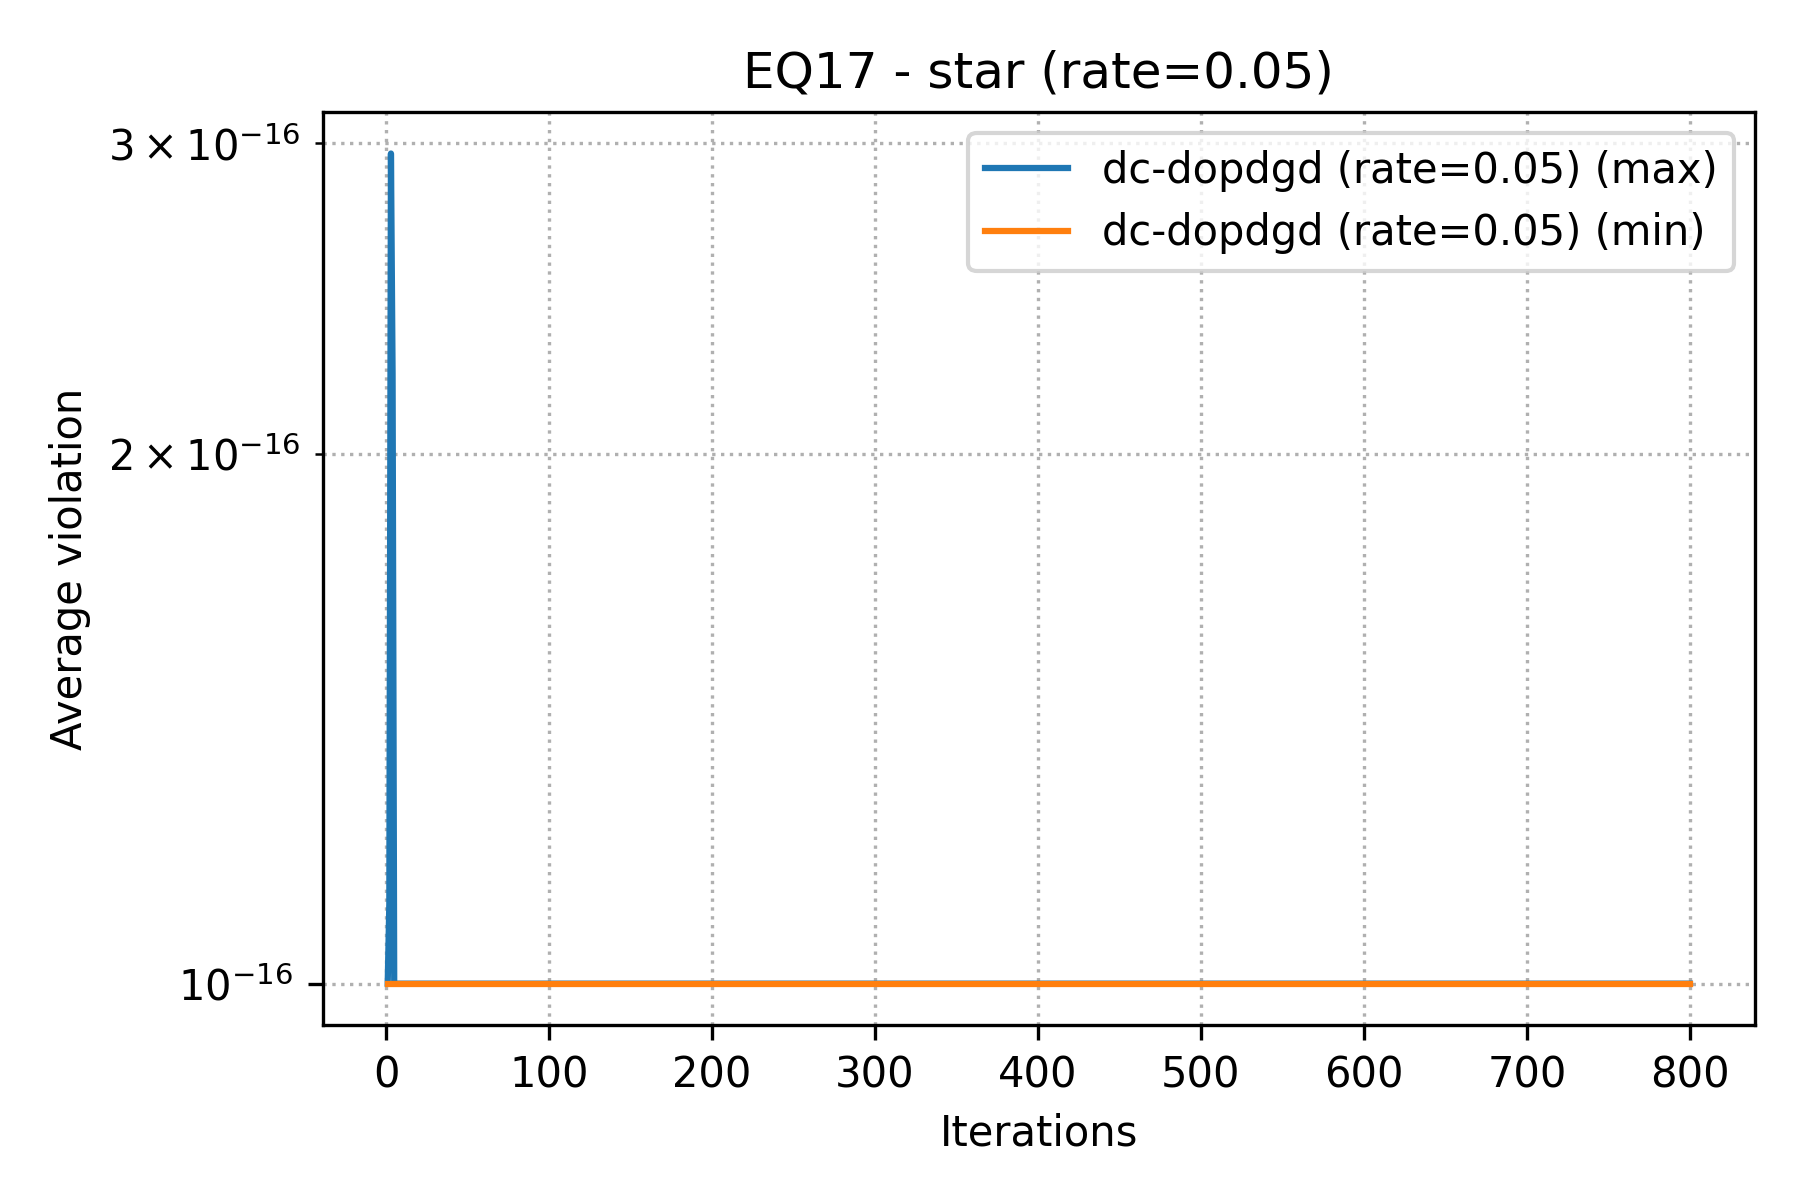 EQ17 - star (rate=0.05)
3 × 10⁻¹⁶
dc-dopdgd (rate=0.05) (max)
dc-dopdgd (rate=0.05) (min)
2 × 10⁻¹⁶
Average violation
10⁻¹⁶
0 100 200 300 400 500 600 700 800
Iterations